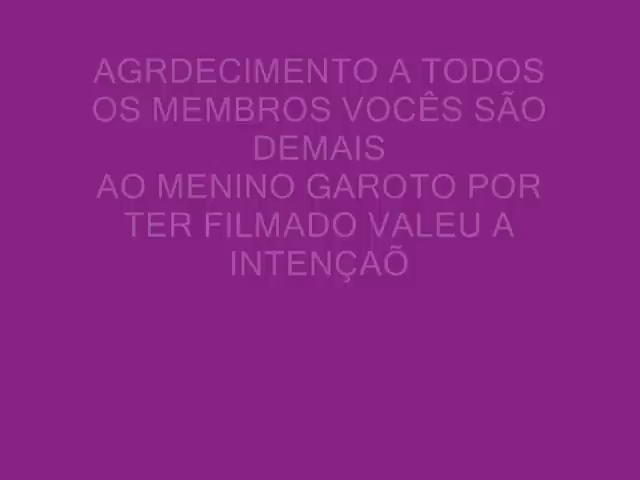 AGRDECIMENTO A TODOS
OS MEMBROS VOCÊS SÃO
DEMAIS
AO MENINO GAROTO POR
TER FILMADO VALEU A
INTENÇAÕ